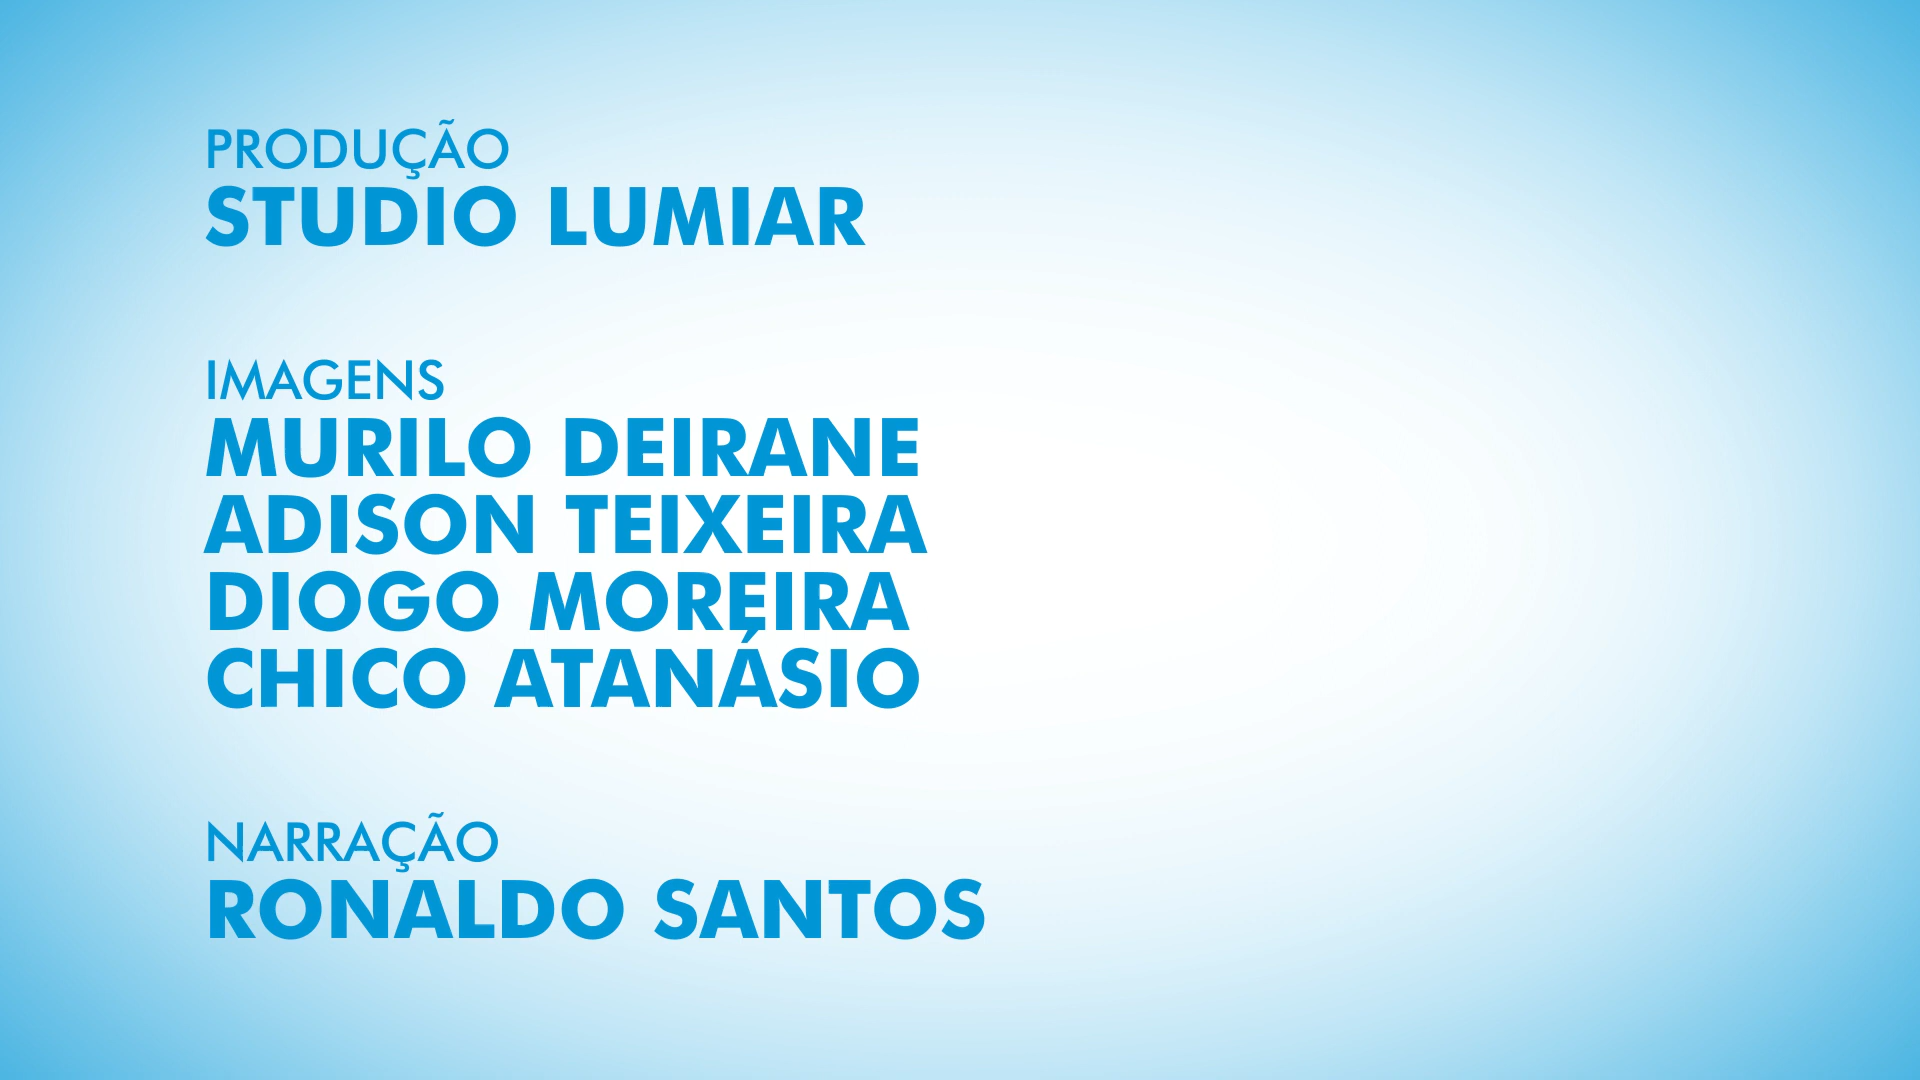 PRODUÇÃO
STUDIO LUMIAR
IMAGENS
MURILO DEIRANE
ADISON TEIXEIRA
DIOGO MOREIRA
CHICO ATANÁSIO
NARRAÇÃO
RONALDO SANTOS